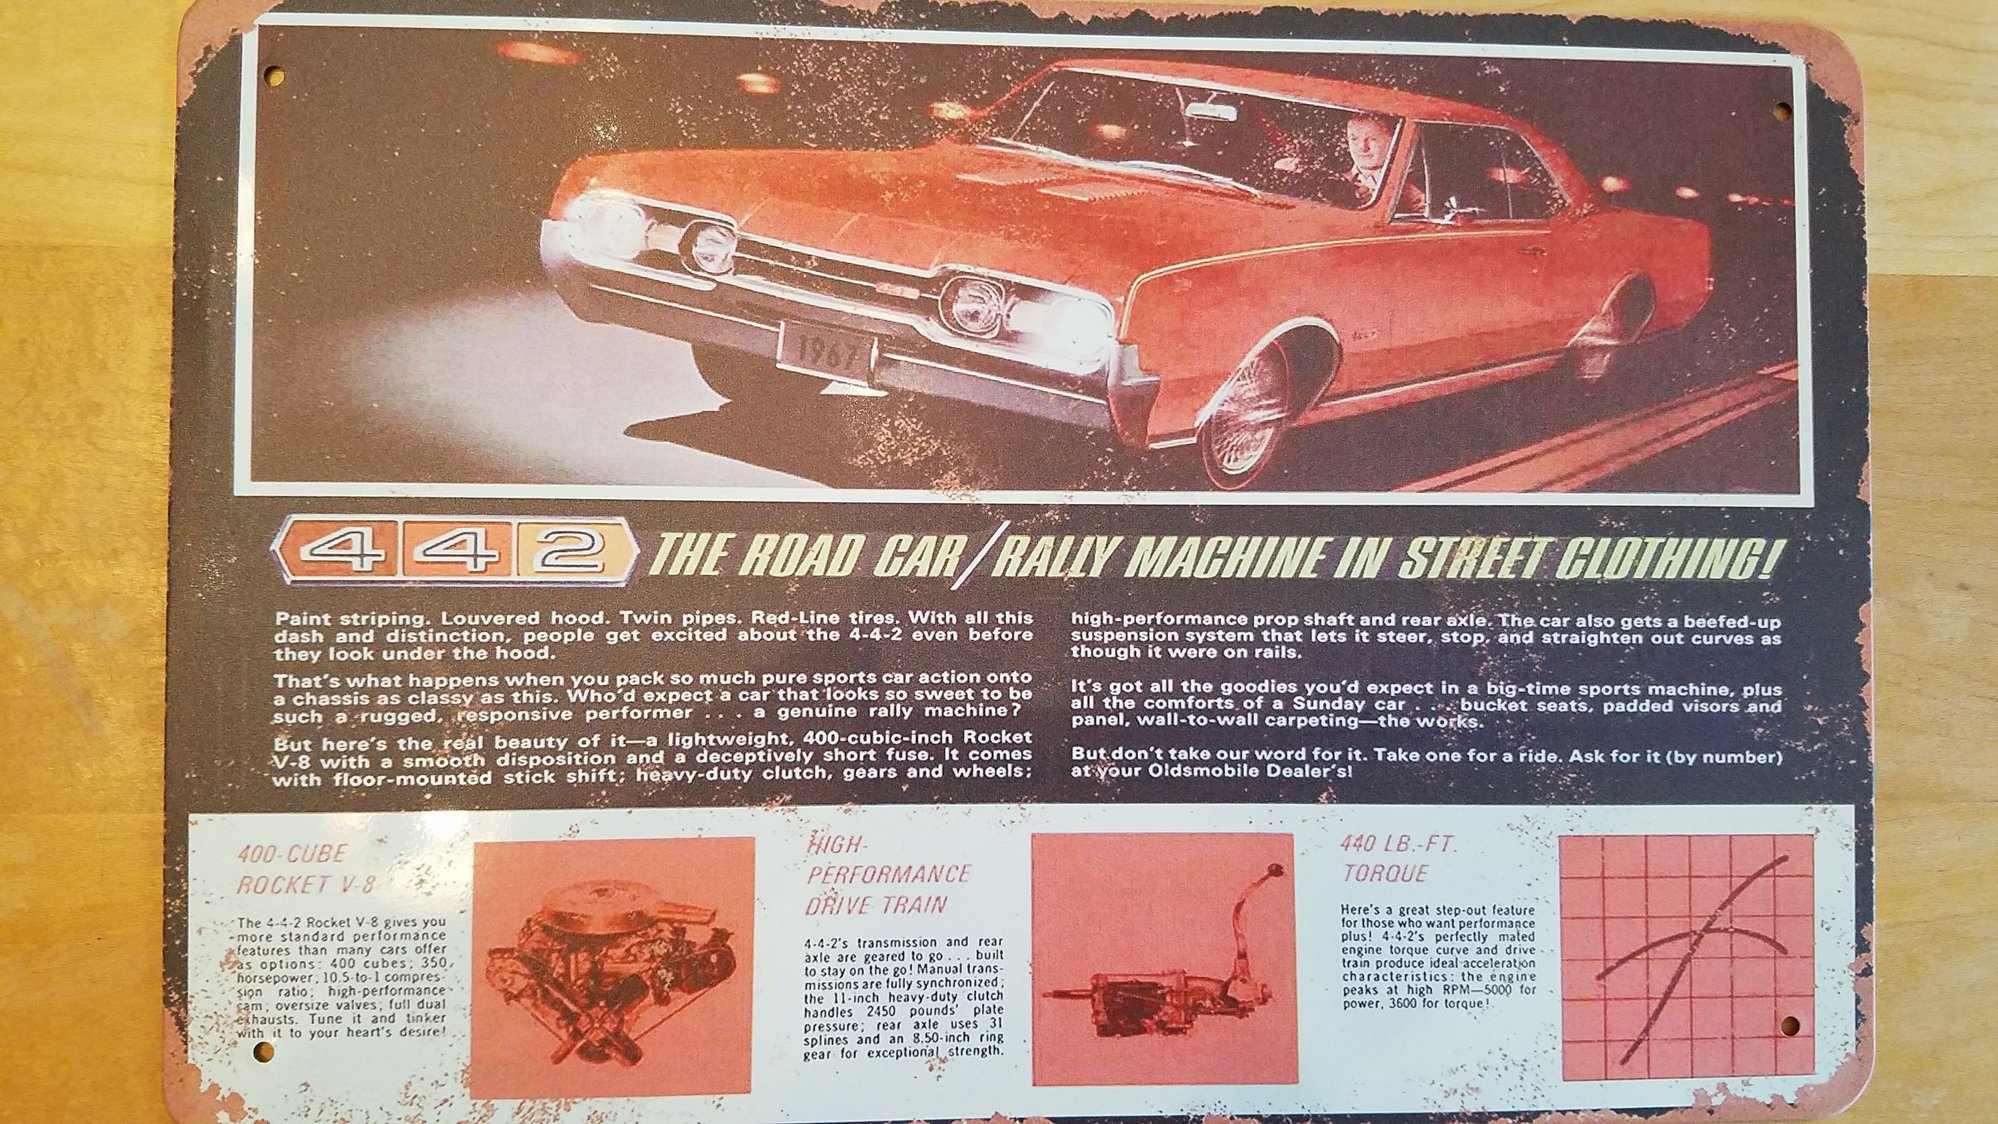 1967
442
THE ROAD CAR/RALLY MACHINE IN STREET CLOTHING!
Paint striping. Louvered hood. Twin pipes. Red-Line tires. With all this
dash and distinction, people get excited about the 4-4-2 even before
they look under the hood.
That's what happens when you pack so much pure sports car action onto
a chassis as classy as this. Who'd expect a car that looks so sweet to be
such a rugged, responsive performer . . . a genuine rally machine?
But here's the real beauty of it—a lightweight, 400-cubic-inch Rocket
V-8 with a smooth disposition and a deceptively short fuse. It comes
with floor-mounted stick shift; heavy-duty clutch, gears and wheels;
high-performance prop shaft and rear axle. The car also gets a beefed-up
suspension system that lets it steer, stop, and straighten out curves as
though it were on rails.
It's got all the goodies you'd expect in a big-time sports machine, plus
all the comforts of a Sunday car . . . bucket seats, padded visors and
panel, wall-to-wall carpeting—the works.
But don't take our word for it. Take one for a ride. Ask for it (by number)
at your Oldsmobile Dealer's!
400-CUBE
ROCKET V-8
The 4-4-2 Rocket V-8 gives you
more standard performance
features than many cars offer
as options: 400 cubes; 350
horsepower; 10.5-to-1 compres-
sion ratio; high-performance
cam; oversize valves; full dual
exhausts. Tune it and tinker
with it to your heart's desire!
HIGH-
PERFORMANCE
DRIVE TRAIN
4-4-2's transmission and rear
axle are geared to go . . . built
to stay on the go! Manual trans-
missions are fully synchronized;
the 11-inch heavy-duty clutch
handles 2450 pounds' plate
pressure; rear axle uses 31
splines and an 8.50-inch ring
gear for exceptional strength.
440 LB.-FT.
TORQUE
Here's a great step-out feature
for those who want performance
plus! 4-4-2's perfectly mated
engine torque curve and drive
train produce ideal acceleration
characteristics: the engine
peaks at high RPM—5000 for
power, 3600 for torque!